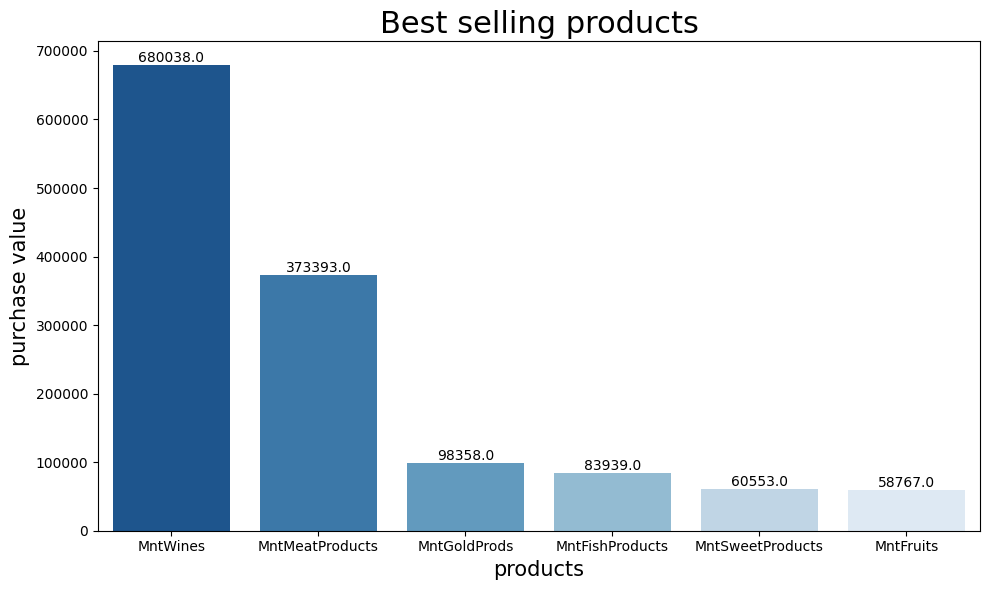 Best selling products
purchase value
700000
600000
500000
400000
300000
200000
100000
0
680038.0
373393.0
98358.0
83939.0
60553.0
58767.0
MntWines
MntMeatProducts
MntGoldProds
MntFishProducts
MntSweetProducts
MntFruits
products